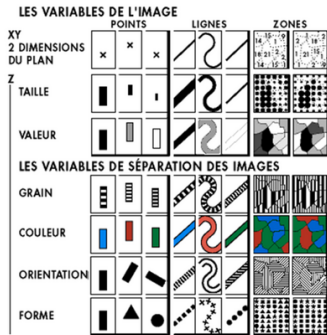 LES VARIABLES DE L'IMAGE
POINTS LIGNES ZONES
XY
2 DIMENSIONS
DU PLAN
Z
TAILLE
VALEUR
LES VARIABLES DE SÉPARATION DES IMAGES
GRAIN
COULEUR
ORIENTATION
FORME